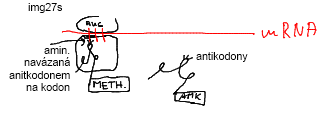 img27s
AUG
mRNA
amin.
navázaná
anitkodonem
na kodon
antikodony
METH.
AMK